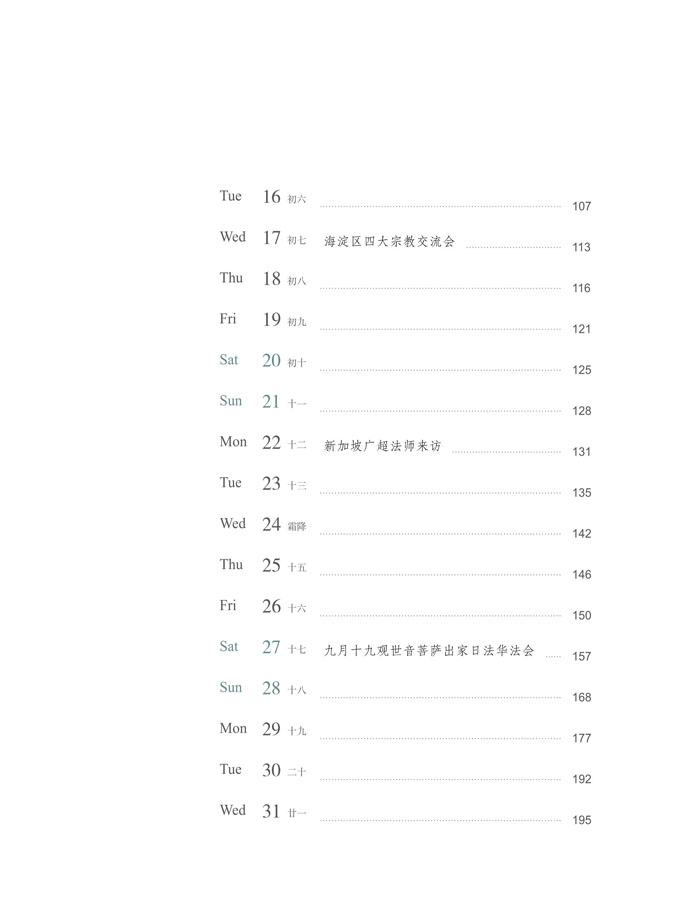 Tue 16 初六 107
Wed 17 初七 海淀区四大宗教交流会 113
Thu 18 初八 116
Fri 19 初九 121
Sat 20 初十 125
Sun 21 十一 128
Mon 22 十二 新加坡广超法师来访 131
Tue 23 十三 135
Wed 24 霜降 142
Thu 25 十五 146
Fri 26 十六 150
Sat 27 十七 九月十九观世音菩萨出家日法华法会 157
Sun 28 十八 168
Mon 29 十九 177
Tue 30 二十 192
Wed 31 廿一 195